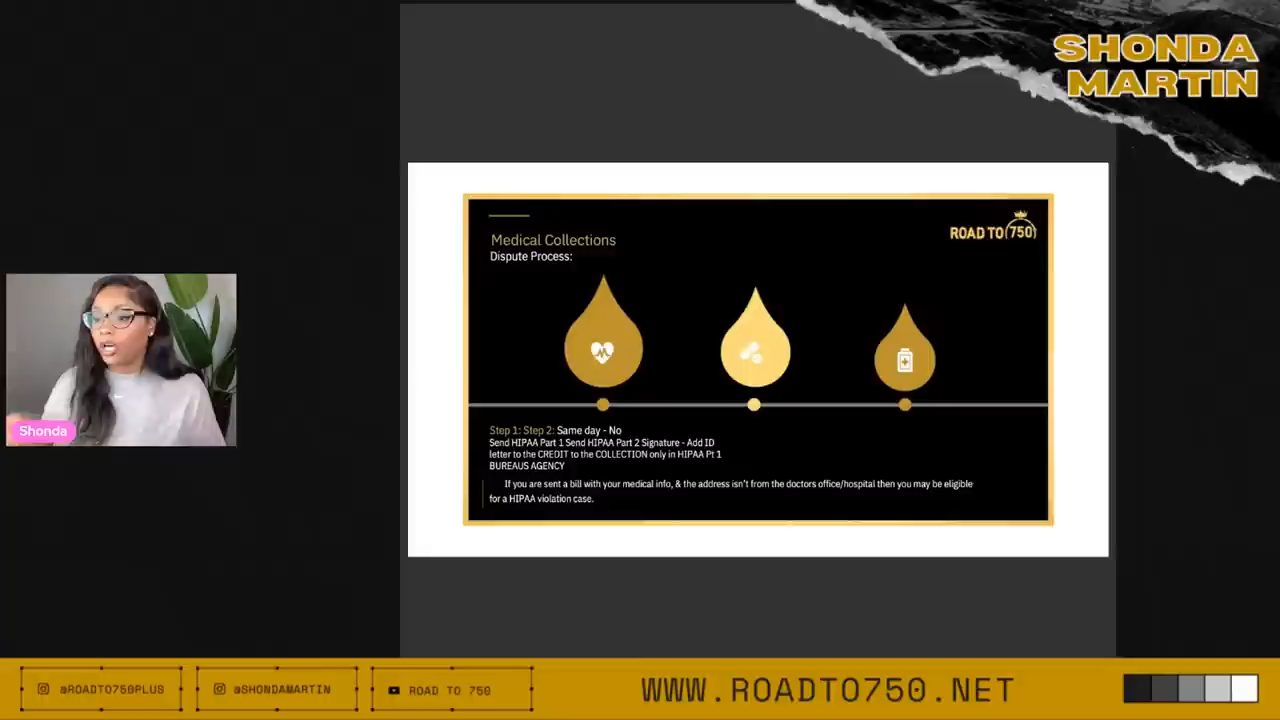 SHONDA
MARTIN
ROAD TO 750
Medical Collections
Dispute Process:
Step 1: Step 2: Same day - No
Send HIPAA Part 1 Send HIPAA Part 2 Signature - Add ID
letter to the CREDIT to the COLLECTION only in HIPAA Pt 1
BUREAUS AGENCY
If you are sent a bill with your medical info, & the address isn't from the doctors office/hospital then you may be eligible
for a HIPAA violation case.
Shonda
@ROADTO750PLUS
@SHONDAMARTIN
ROAD TO 750
WWW.ROADTO750.NET